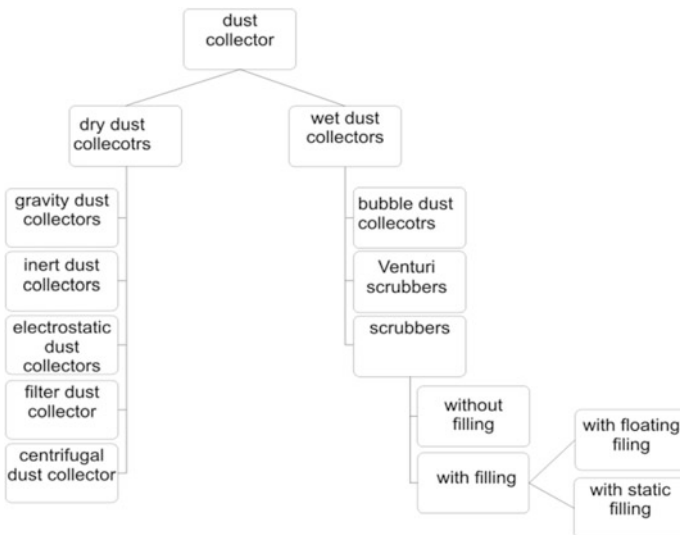 dust
collector
dry dust
collecotrs
wet dust
collectors
gravity dust
collectors
inert dust
collectors
electrostatic
dust
collectors
filter dust
collector
centrifugal
dust collector
bubble dust
collecotrs
Venturi
scrubbers
scrubbers
without
filling
with filling
with floating
filing
with static
filling